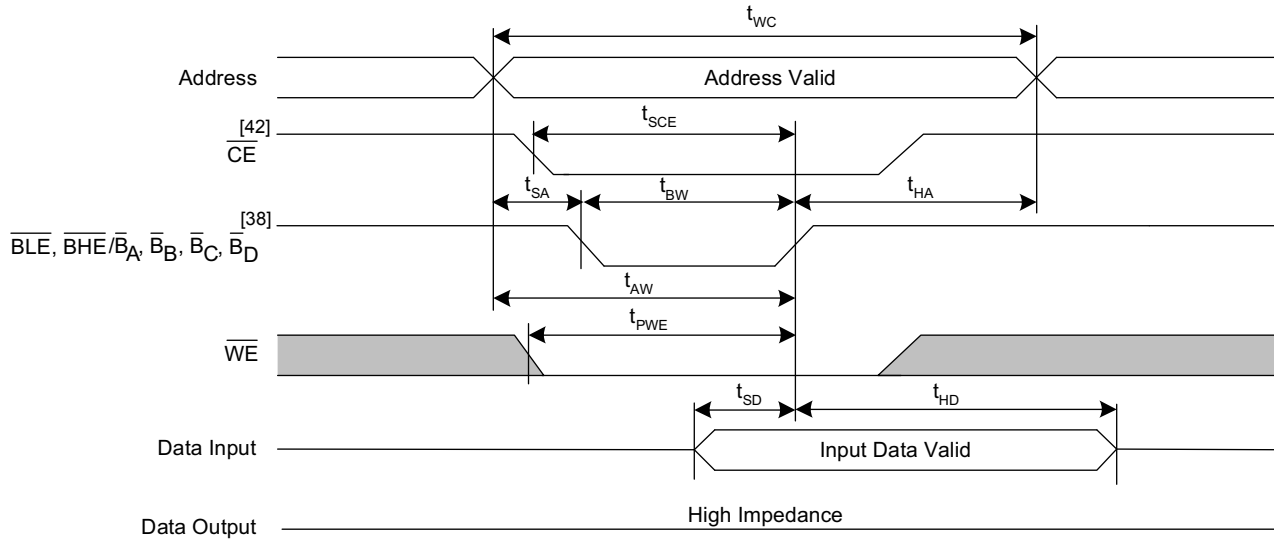 tWC
Address
Address Valid
CE [42]
tSCE
tSA
tBW
tHA
BLE, BHE/BA, BB, BC, BD [38]
tAW
tPWE
WE
tSD
tHD
Data Input
Input Data Valid
Data Output
High Impedance